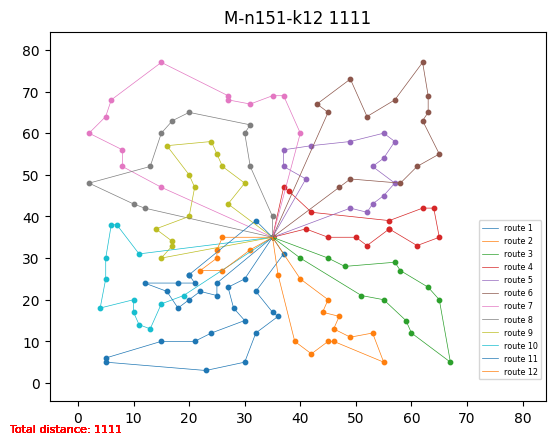 M-n151-k12 1111
80
70
60
50
40
30
20
10
0
route 1
route 2
route 3
route 4
route 5
route 6
route 7
route 8
route 9
route 10
route 11
route 12
0 10 20 30 40 50 60 70 80
Total distance: 1111